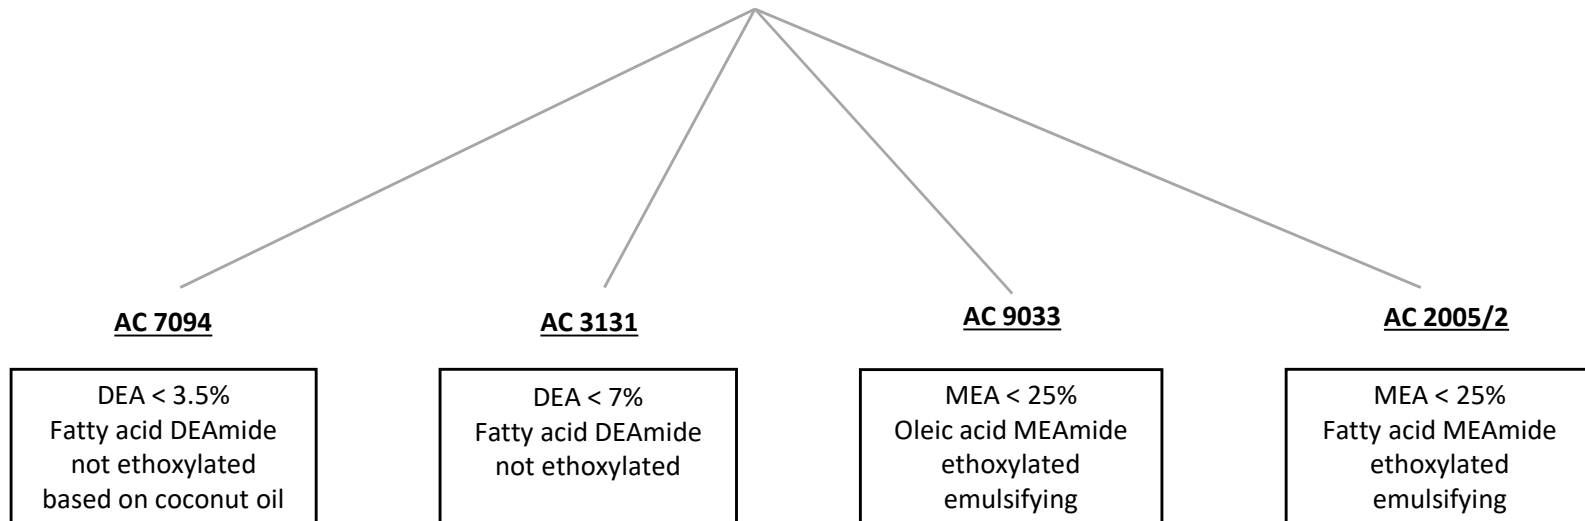 AC 7094
DEA < 3.5%
Fatty acid DEAmide
not ethoxylated
based on coconut oil
AC 3131
DEA < 7%
Fatty acid DEAmide
not ethoxylated
AC 9033
MEA < 25%
Oleic acid MEAmide
ethoxylated
emulsifying
AC 2005/2
MEA < 25%
Fatty acid MEAmide
ethoxylated
emulsifying